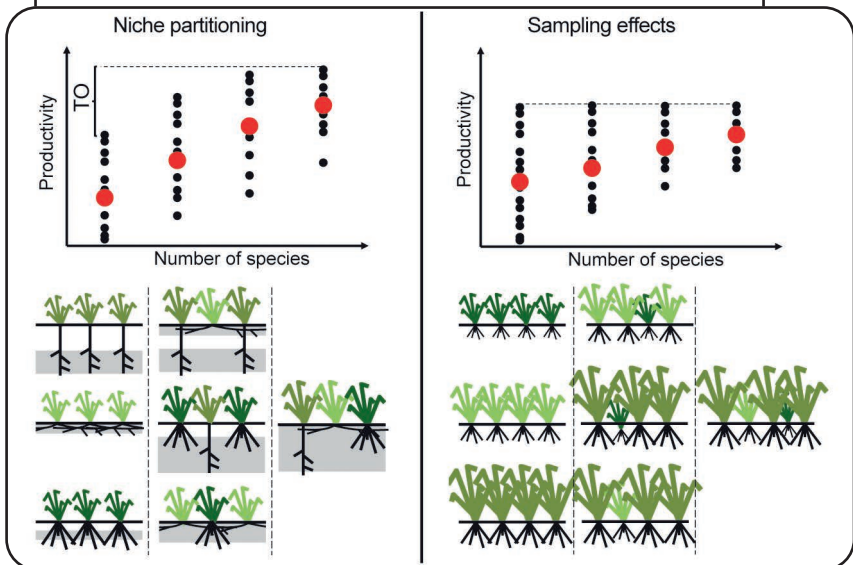 Niche partitioning
TO
Productivity
Number of species
Sampling effects
Productivity
Number of species